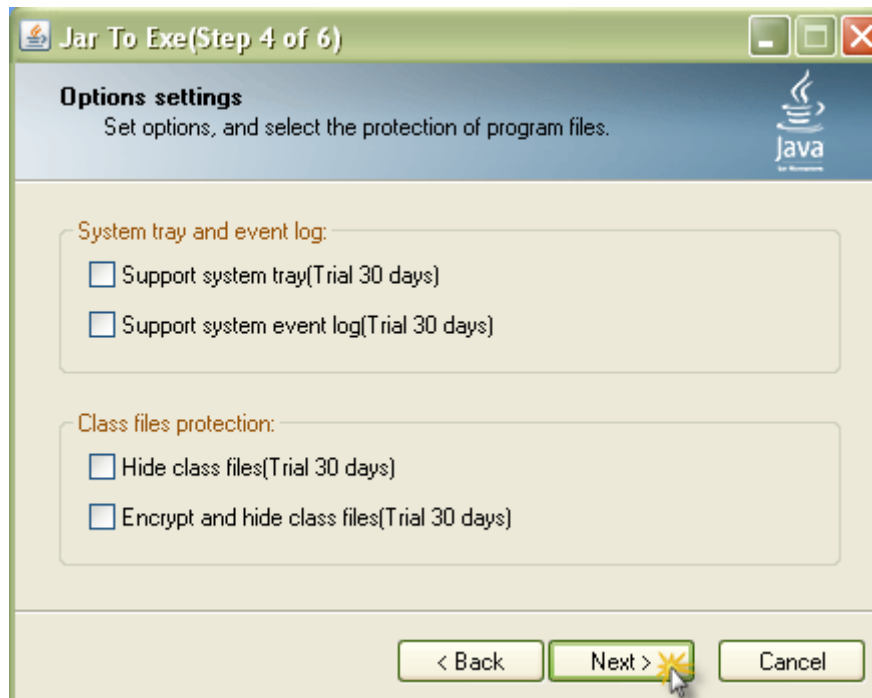 Jar To Exe(Step 4 of 6)
Options settings
Set options, and select the protection of program files.
Java
System tray and event log:
Support system tray(Trial 30 days)
Support system event log(Trial 30 days)
Class files protection:
Hide class files(Trial 30 days)
Encrypt and hide class files(Trial 30 days)
< Back
Next >
Cancel